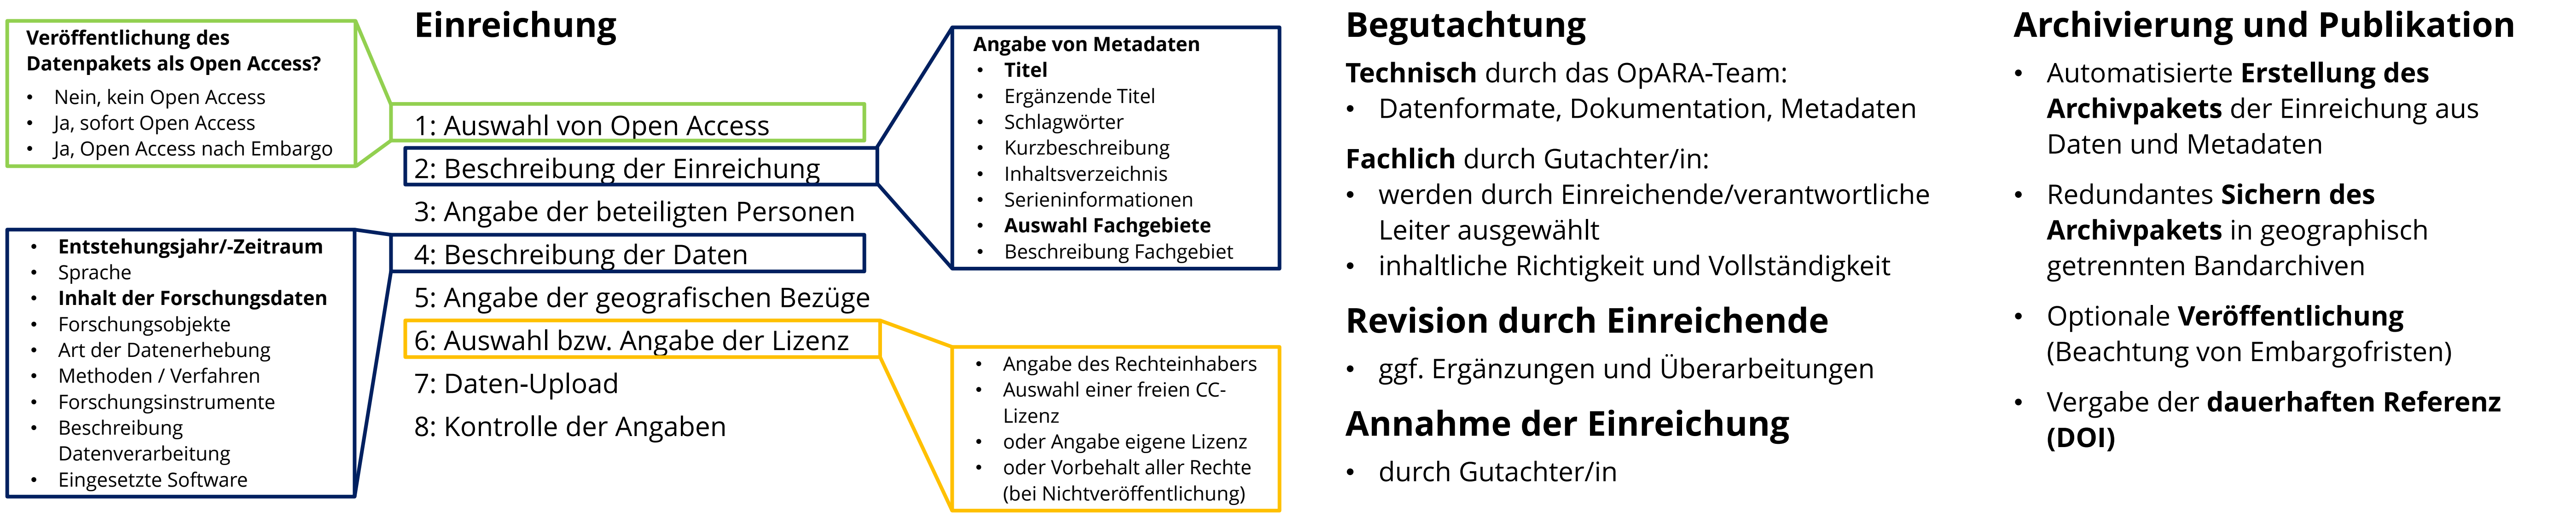 Einreichung
Veröffentlichung des
Datenpakets als Open Access?
• Nein, kein Open Access
• Ja, sofort Open Access
• Ja, Open Access nach Embargo
1: Auswahl von Open Access
2: Beschreibung der Einreichung
3: Angabe der beteiligten Personen
4: Beschreibung der Daten
5: Angabe der geografischen Bezüge
6: Auswahl bzw. Angabe der Lizenz
7: Daten-Upload
8: Kontrolle der Angaben
• Entstehungsjahr/-Zeitraum
• Sprache
• Inhalt der Forschungsdaten
• Forschungsobjekte
• Art der Datenerhebung
• Methoden / Verfahren
• Forschungsinstrumente
• Beschreibung
Datenverarbeitung
• Eingesetzte Software
Angabe von Metadaten
• Titel
• Ergänzende Titel
• Schlagwörter
• Kurzbeschreibung
• Inhaltsverzeichnis
• Serieninformationen
• Auswahl Fachgebiete
• Beschreibung Fachgebiet
• Angabe des Rechteinhabers
• Auswahl einer freien CC-
Lizenz
• oder Angabe eigene Lizenz
• oder Vorbehalt aller Rechte
(bei Nichtveröffentlichung)
Begutachtung
Technisch durch das OpARA-Team:
• Datenformate, Dokumentation, Metadaten
Fachlich durch Gutachter/in:
• werden durch Einreichende/verantwortliche
Leiter ausgewählt
• inhaltliche Richtigkeit und Vollständigkeit
Revision durch Einreichende
• ggf. Ergänzungen und Überarbeitungen
Annahme der Einreichung
• durch Gutachter/in
Archivierung und Publikation
• Automatisierte Erstellung des
Archivpakets der Einreichung aus
Daten und Metadaten
• Redundantes Sichern des
Archivpakets in geographisch
getrennten Bandarchiven
• Optionale Veröffentlichung
(Beachtung von Embargofristen)
• Vergabe der dauerhaften Referenz
(DOI)